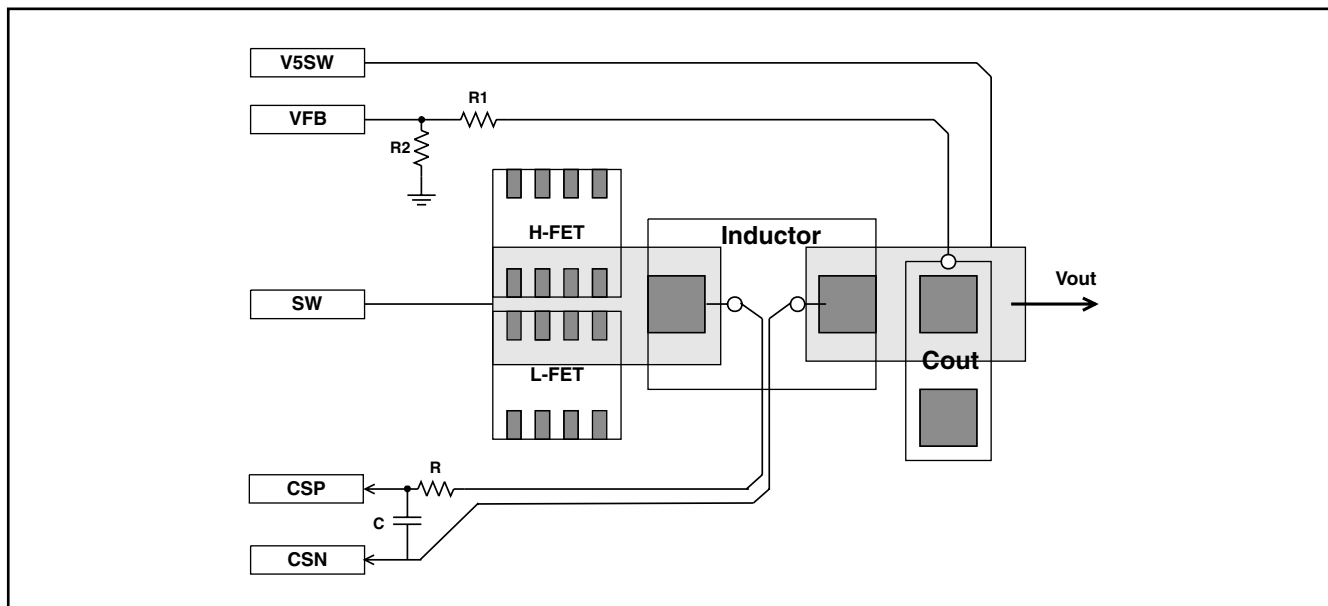 V5SW
R1
VFB
R2
H-FET
Inductor
SW
Vout
L-FET
Cout
R
CSP
C
CSN